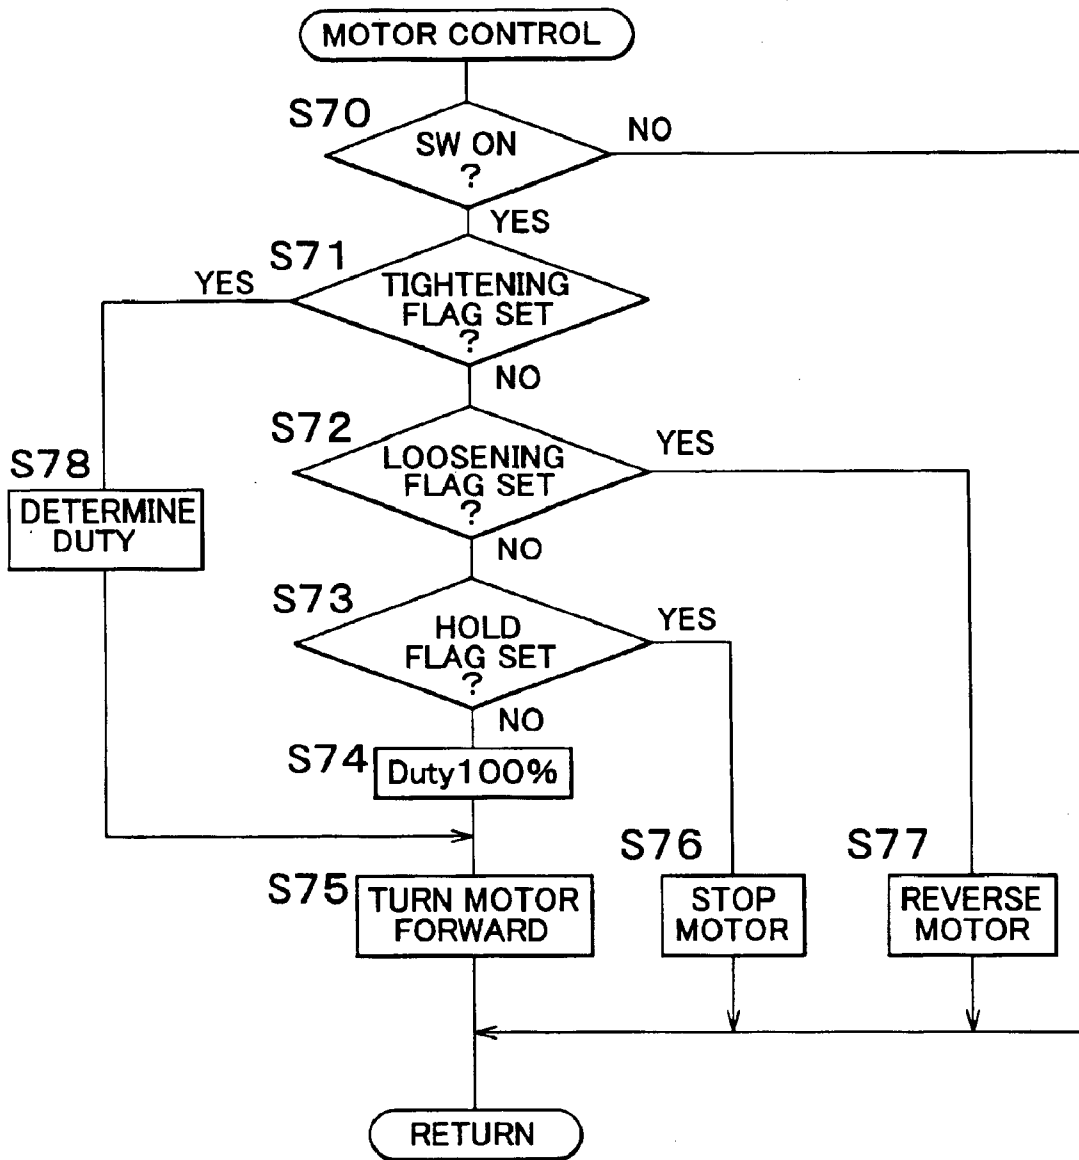 MOTOR CONTROL
S70
SW ON
?
NO
YES
S71
YES
TIGHTENING
FLAG SET
?
NO
S72
LOOSENING
FLAG SET
?
YES
NO
S78
DETERMINE
DUTY
S73
HOLD
FLAG SET
?
YES
NO
S74
Duty100%
S75
TURN MOTOR
FORWARD
S76
STOP
MOTOR
S77
REVERSE
MOTOR
RETURN